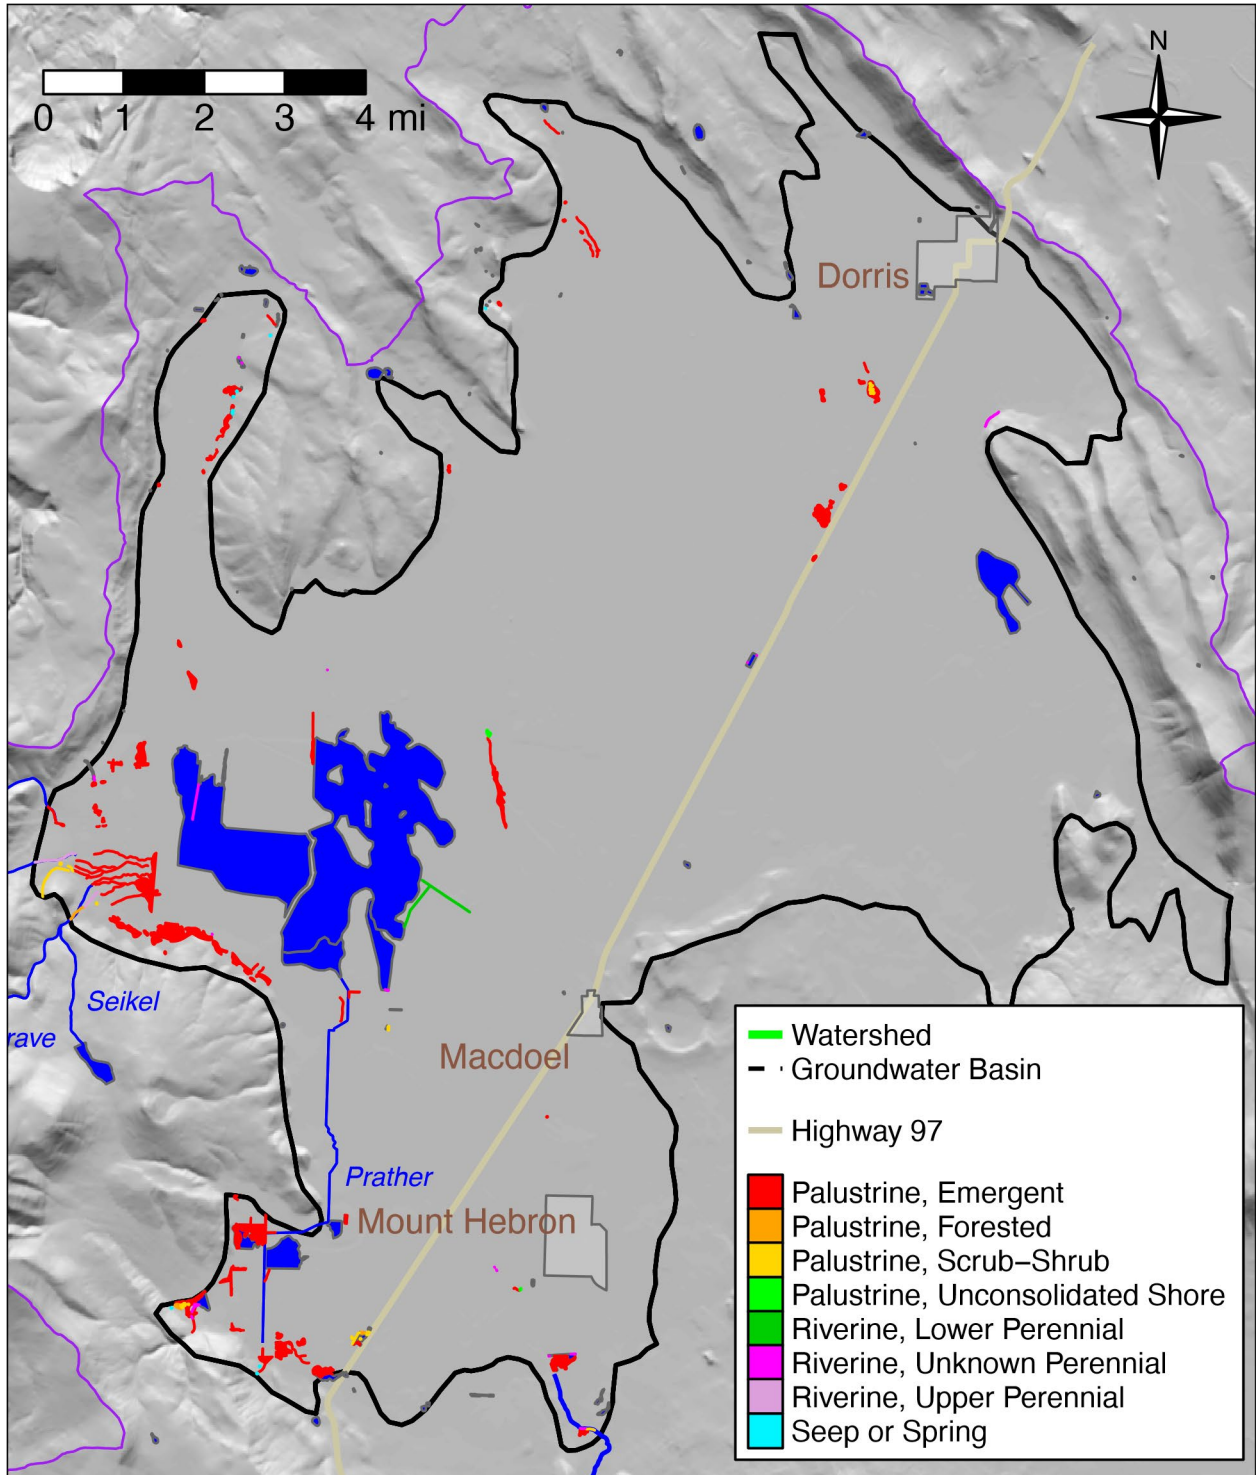 N
0 1 2 3 4 mi
Dorris
Seikel
rave
Macdoel
Prather
Mount Hebron
Watershed
Groundwater Basin
Highway 97
Palustrine, Emergent
Palustrine, Forested
Palustrine, Scrub−Shrub
Palustrine, Unconsolidated Shore
Riverine, Lower Perennial
Riverine, Unknown Perennial
Riverine, Upper Perennial
Seep or Spring